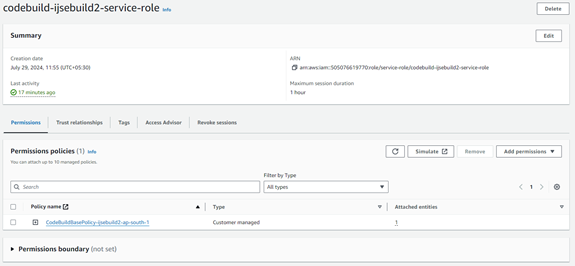 codebuild-ijsebuild2-service-role Info
Delete
Summary
Edit
Creation date
July 29, 2024, 11:55 (UTC+05:30)
ARN
arn:aws:iam::505076619770:role/service-role/codebuild-ijsebuild2-service-role
Last activity
17 minutes ago
Maximum session duration
1 hour
Permissions
Trust relationships
Tags
Access Advisor
Revoke sessions
Permissions policies (1) Info
You can attach up to 10 managed policies.
Simulate
Remove
Add permissions
Filter by Type
Search
All types
1
Policy name
Type
Attached entities
CodeBuildBasePolicy-ijsebuild2-ap-south-1
Customer managed
1
Permissions boundary (not set)